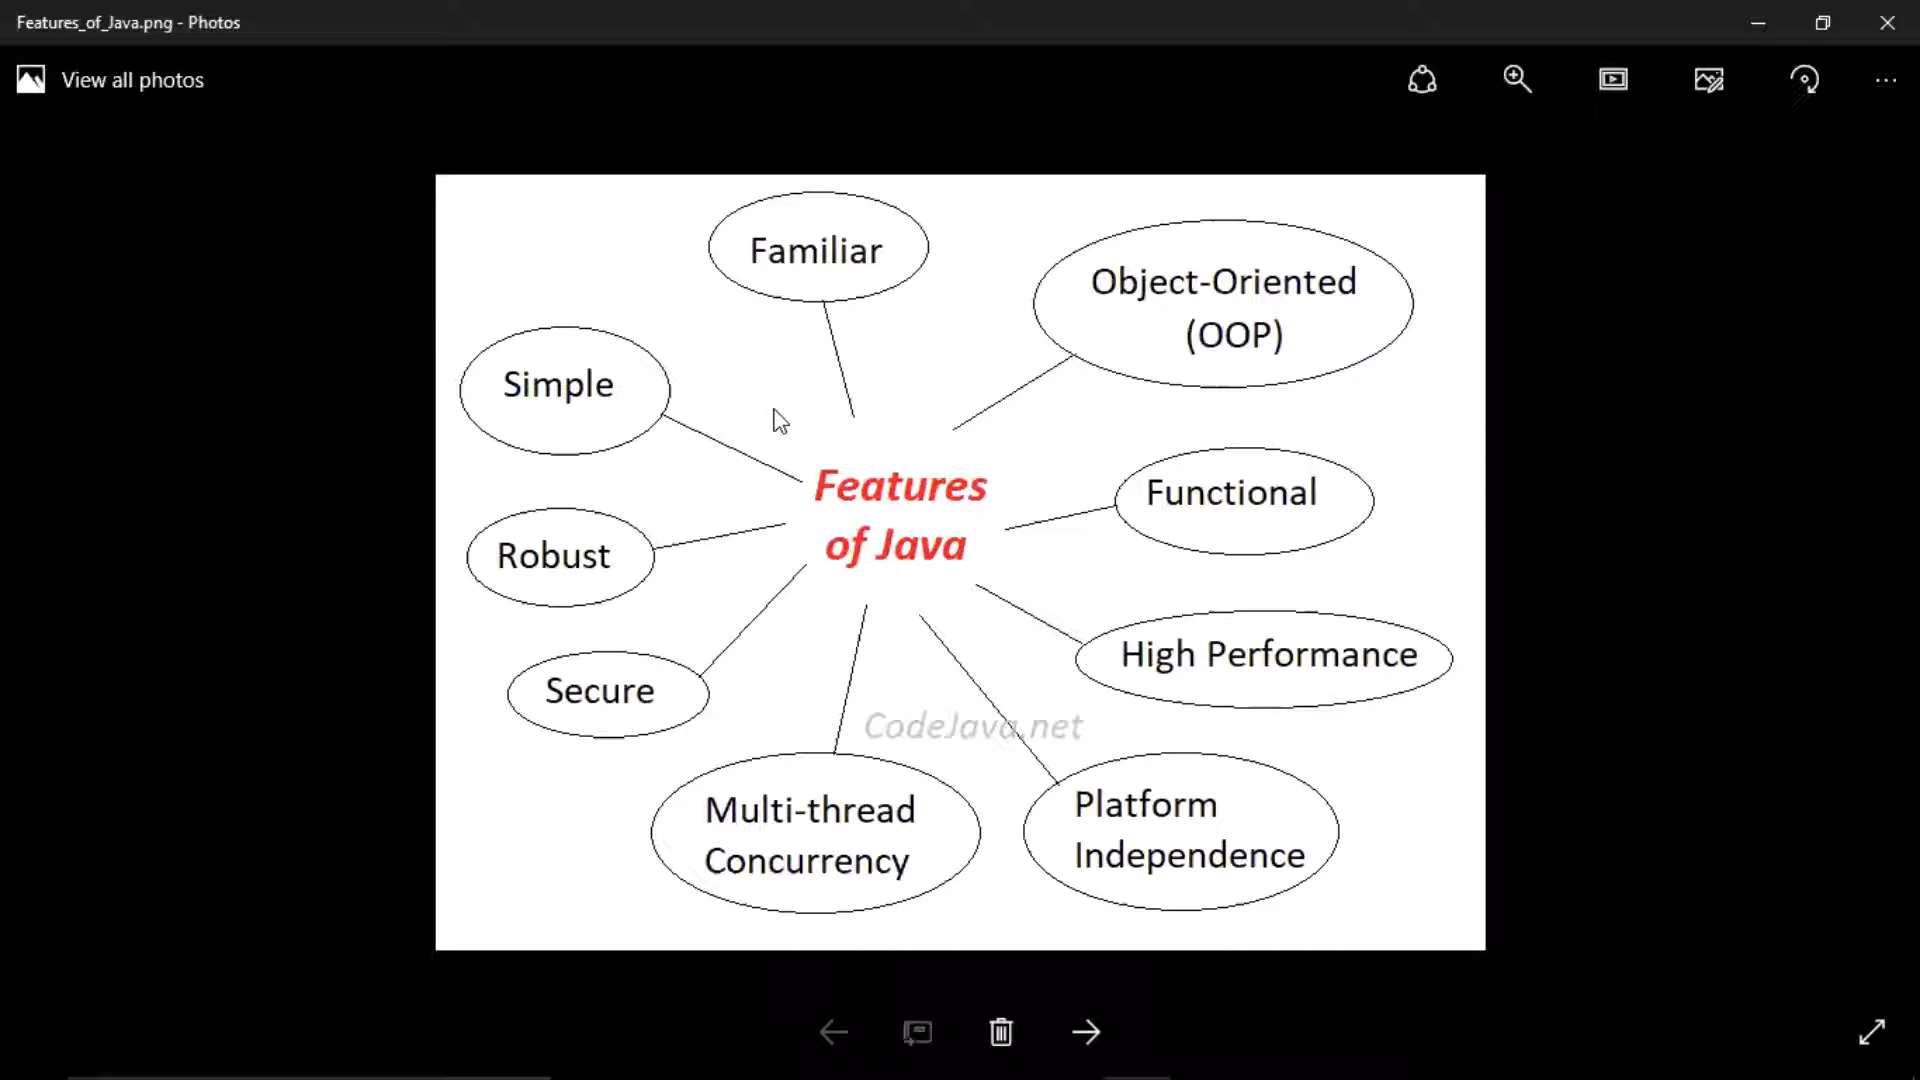 Features_of_Java.png - Photos
View all photos
Familiar
Object-Oriented
(OOP)
Simple
Features
of Java
Functional
Robust
High Performance
Secure
CodeJava.net
Multi-thread
Concurrency
Platform
Independence